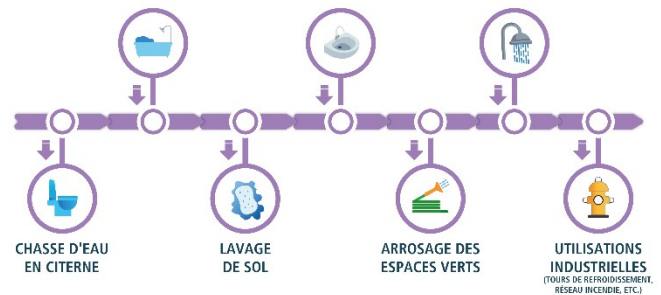 CHASSE D'EAU
EN CITERNE
LAVAGE
DE SOL
ARROSAGE DES
ESPACES VERTS
UTILISATIONS
INDUSTRIELLES
(TOURS DE REFROIDISSEMENT,
RÉSEAU INCENDIE, ETC.)